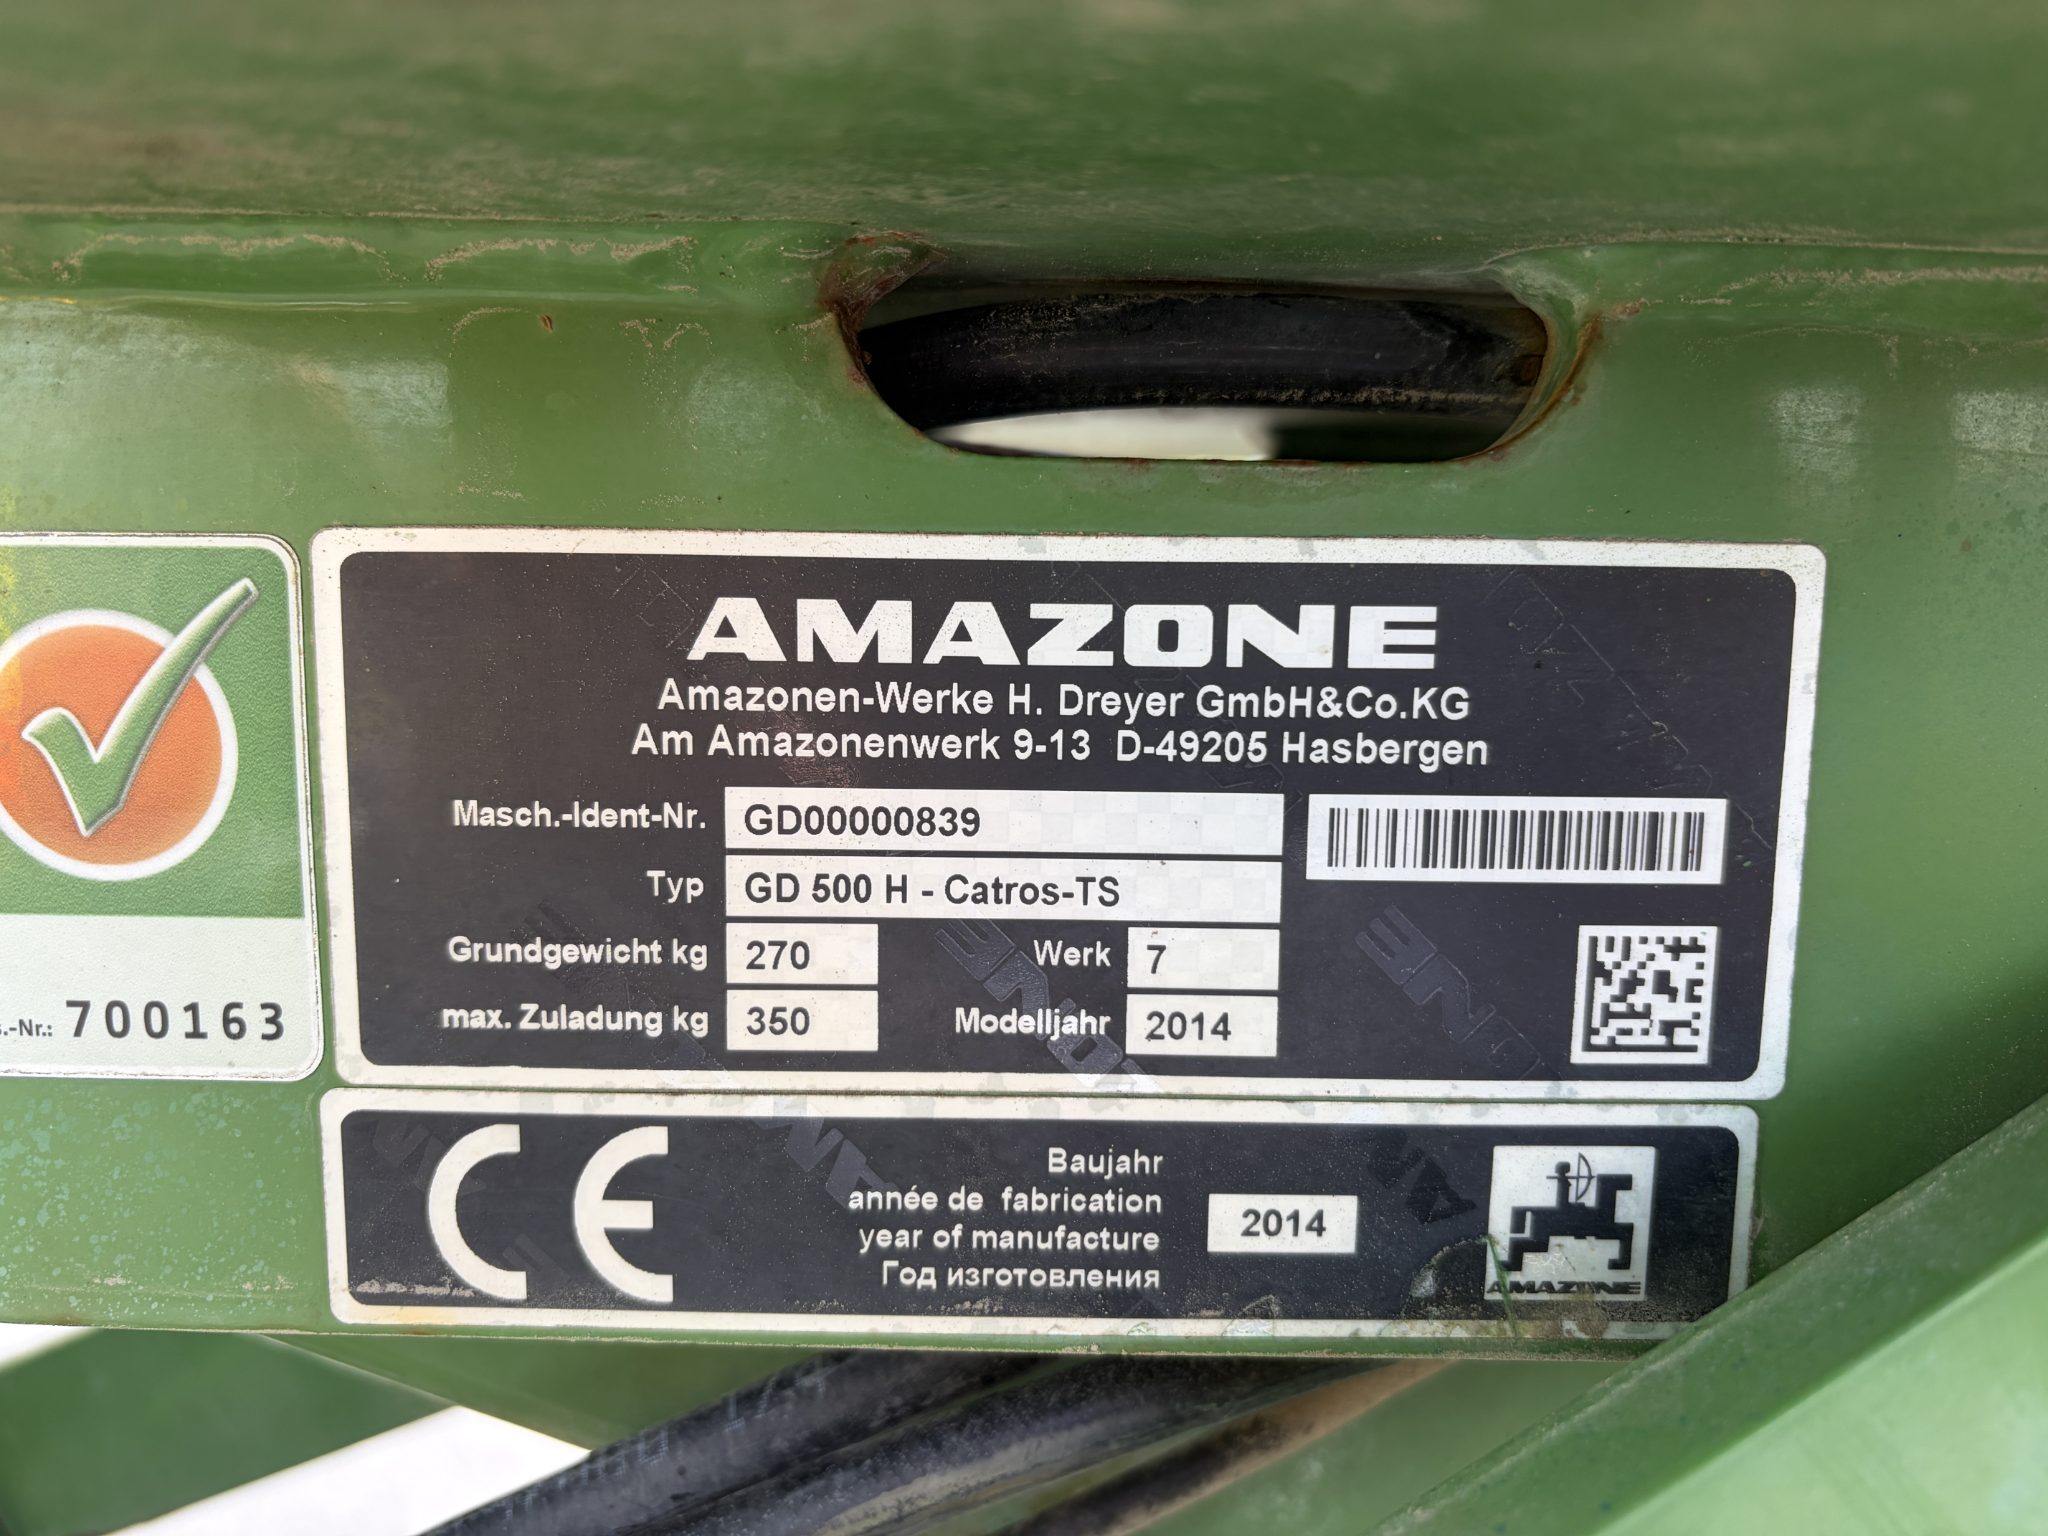 AMAZONE
Amazonen-Werke H. Dreyer GmbH&Co.KG
Am Amazonenwerk 9-13 D-49205 Hasbergen
Masch.-Ident-Nr. GD00000839
Typ GD 500 H - Catros-TS
Grundgewicht kg 270 Werk 7
max. Zuladung kg 350 Modelljahr 2014
-Nr.: 700163
CE
Baujahr
année de fabrication
year of manufacture
Год изготовления
2014
AMAZONE